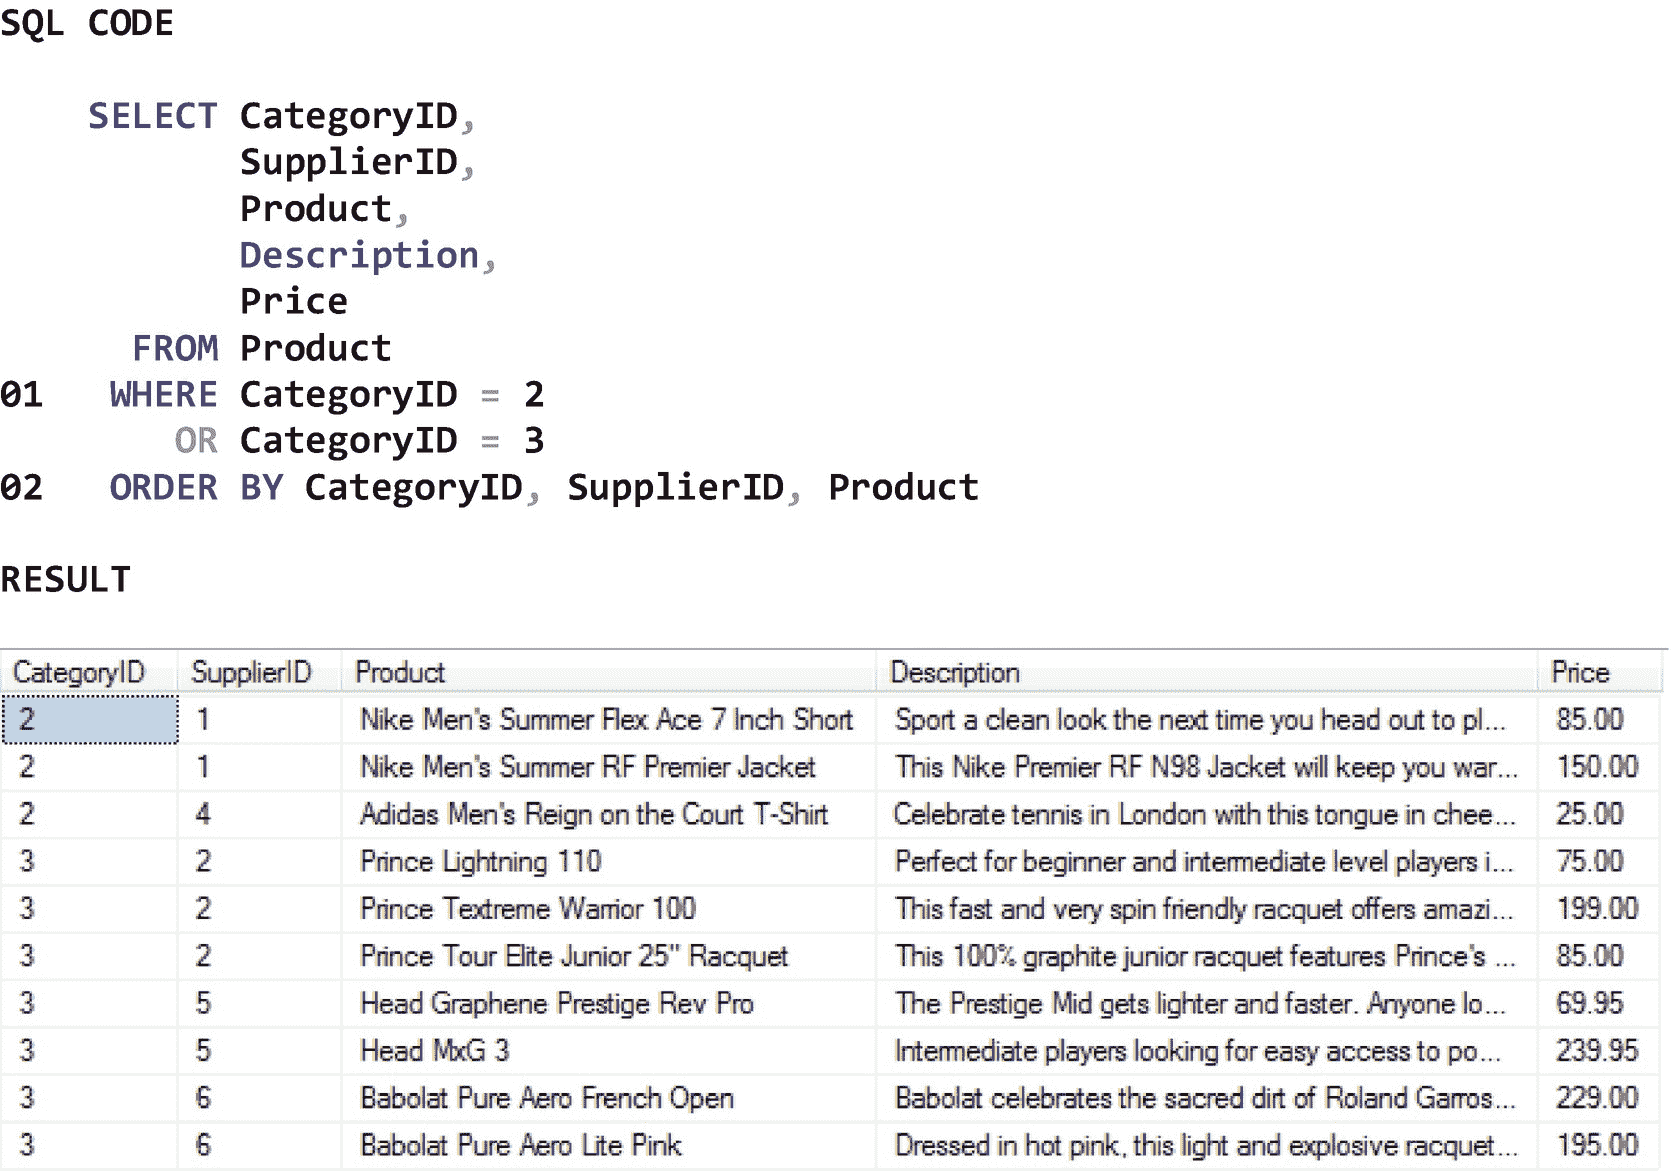 SQL CODE
SELECT CategoryID,
SupplierID,
Product,
Description,
Price
FROM Product
01 WHERE CategoryID = 2
OR CategoryID = 3
02 ORDER BY CategoryID, SupplierID, Product
RESULT
CategoryID SupplierID Product Description Price
2 1 Nike Men's Summer Flex Ace 7 Inch Short Sport a clean look the next time you head out to pl... 85.00
2 1 Nike Men's Summer RF Premier Jacket This Nike Premier RF N98 Jacket will keep you war... 150.00
2 4 Adidas Men's Reign on the Court T-Shirt Celebrate tennis in London with this tongue in chee... 25.00
3 2 Prince Lightning 110 Perfect for beginner and intermediate level players i... 75.00
3 2 Prince Textreme Warrior 100 This fast and very spin friendly racquet offers amazi... 199.00
3 2 Prince Tour Elite Junior 25" Racquet This 100% graphite junior racquet features Prince's ... 85.00
3 5 Head Graphene Prestige Rev Pro The Prestige Mid gets lighter and faster. Anyone lo... 69.95
3 5 Head MxG 3 Intermediate players looking for easy access to po... 239.95
3 6 Babolat Pure Aero French Open Babolat celebrates the sacred dirt of Roland Garros... 229.00
3 6 Babolat Pure Aero Lite Pink Dressed in hot pink, this light and explosive racquet... 195.00